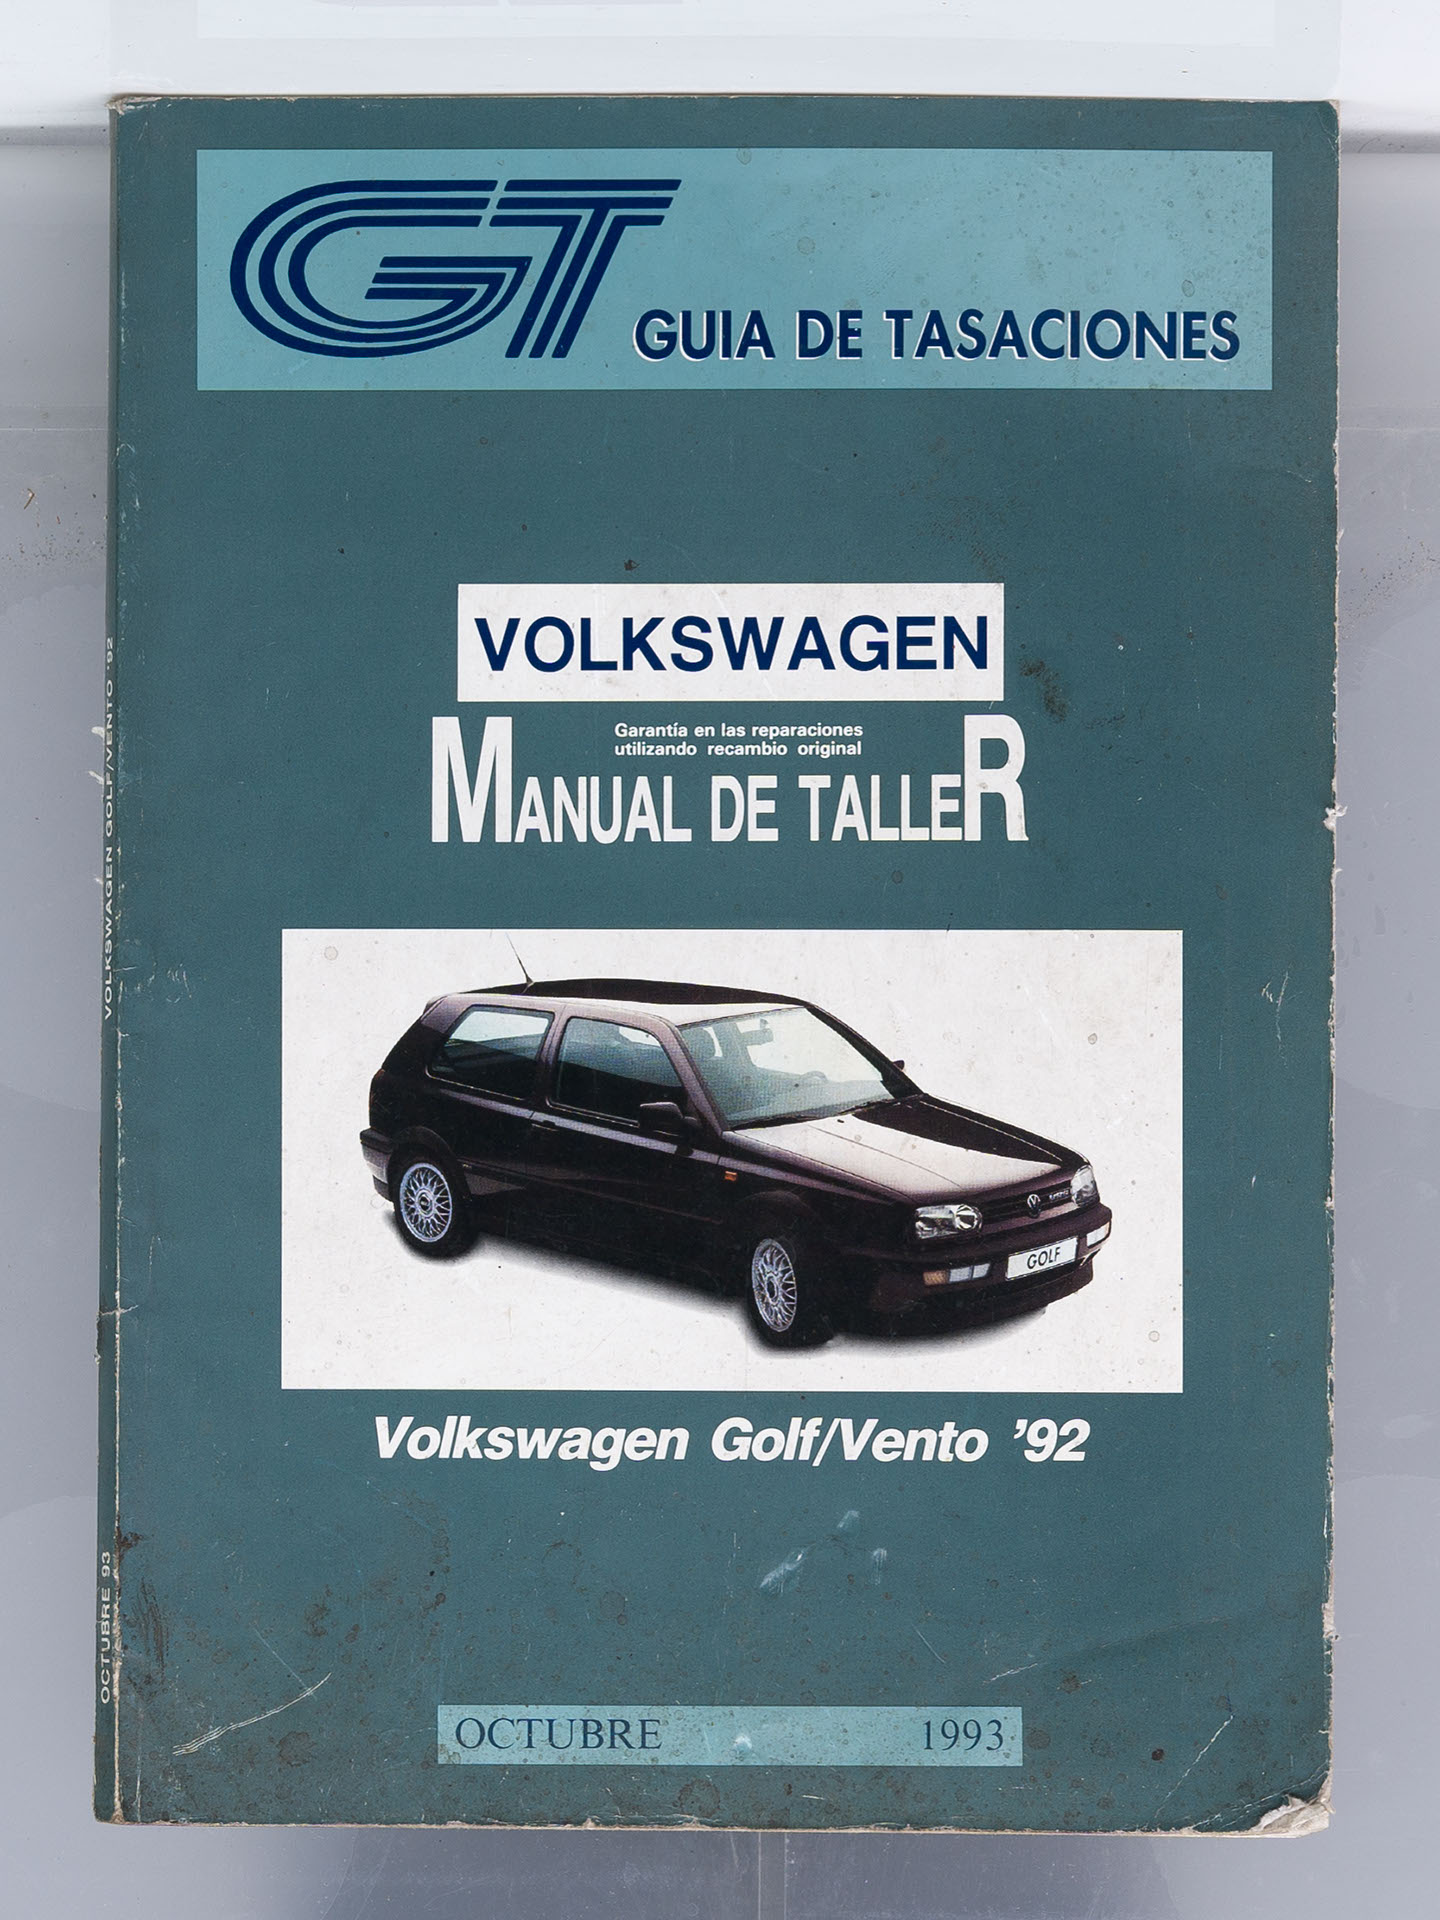 GT GUIA DE TASACIONES
VOLKSWAGEN
Garantía en las reparaciones
utilizando recambio original
MANUAL DE TALLER
GOLF
Volkswagen Golf/Vento '92
OCTUBRE 1993
VOLKSWAGEN GOLF/VENTO '92
OCTUBRE 93